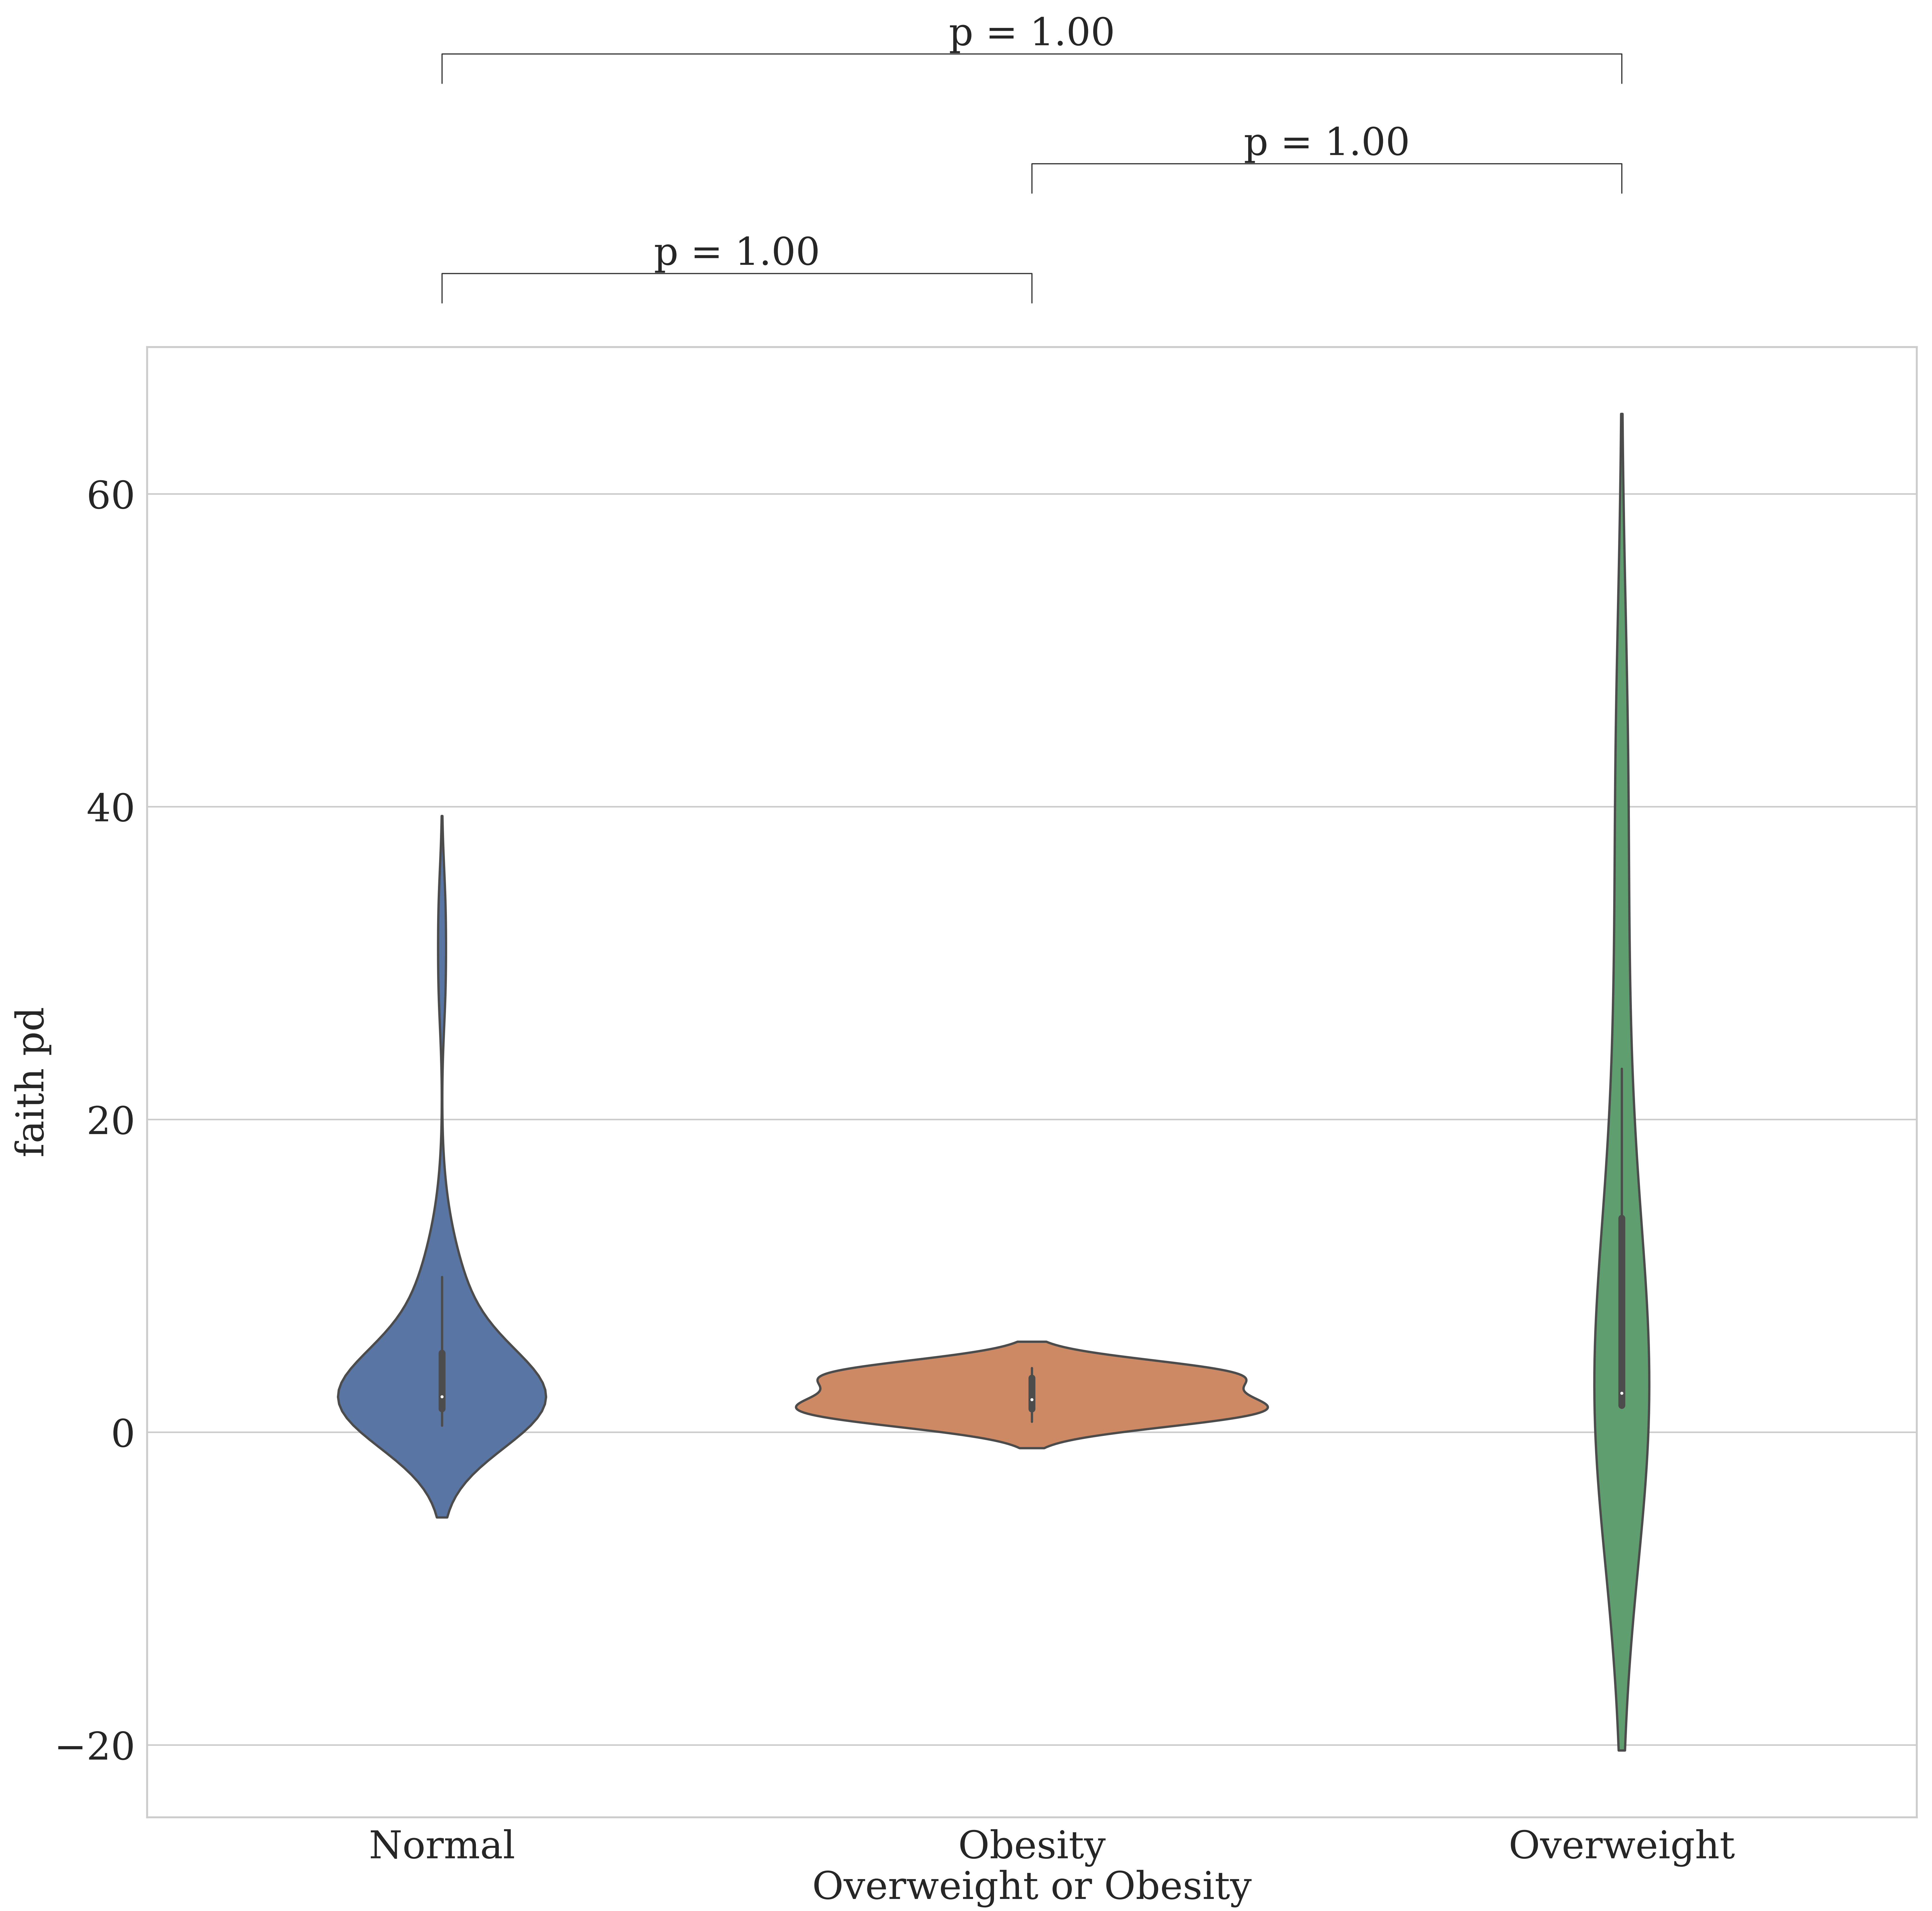 p = 1.00
p = 1.00
p = 1.00
60
40
20
0
−20
faith pd
Normal
Obesity
Overweight
Overweight or Obesity